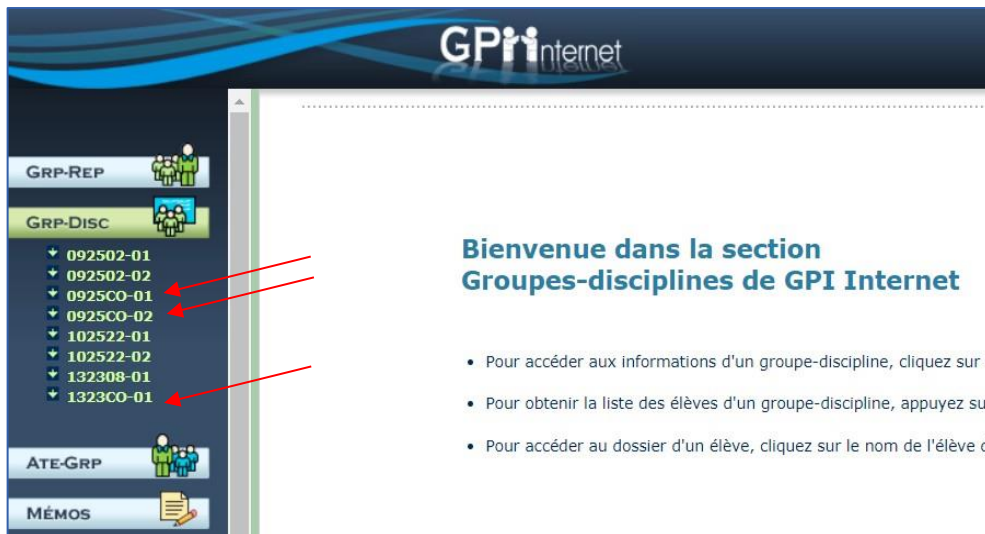 GPInternet
GRP-REP
GRP-DISC
092502-01
092502-02
0925CO-01
0925CO-02
102522-01
102522-02
132308-01
1323CO-01
ATE-GRP
MÉMOS
Bienvenue dans la section
Groupes-disciplines de GPI Internet
• Pour accéder aux informations d'un groupe-discipline, cliquez sur
• Pour obtenir la liste des élèves d'un groupe-discipline, appuyez su
• Pour accéder au dossier d'un élève, cliquez sur le nom de l'élève